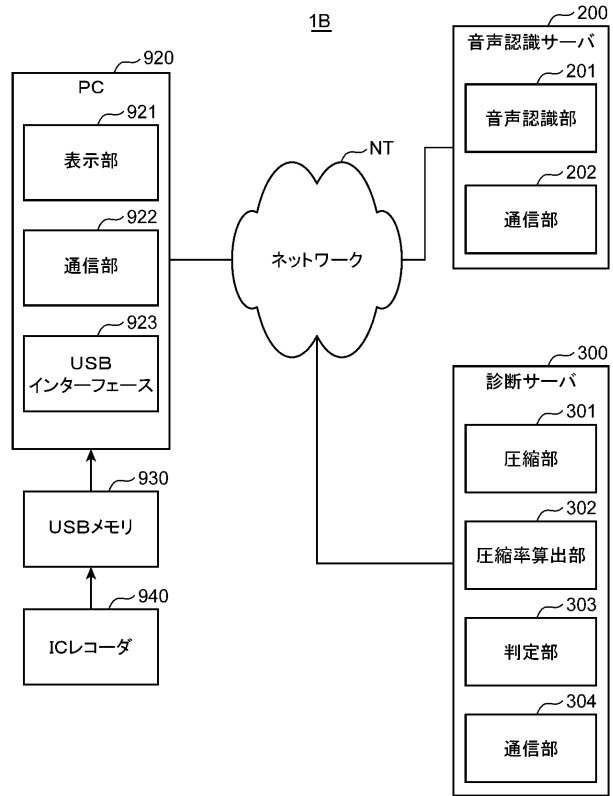 1B
920
PC
921
表示部
922
通信部
923
USB
インターフェース
930
USBメモリ
940
ICレコーダ
NT
ネットワーク
200
音声認識サーバ
201
音声認識部
202
通信部
300
診断サーバ
301
圧縮部
302
圧縮率算出部
303
判定部
304
通信部